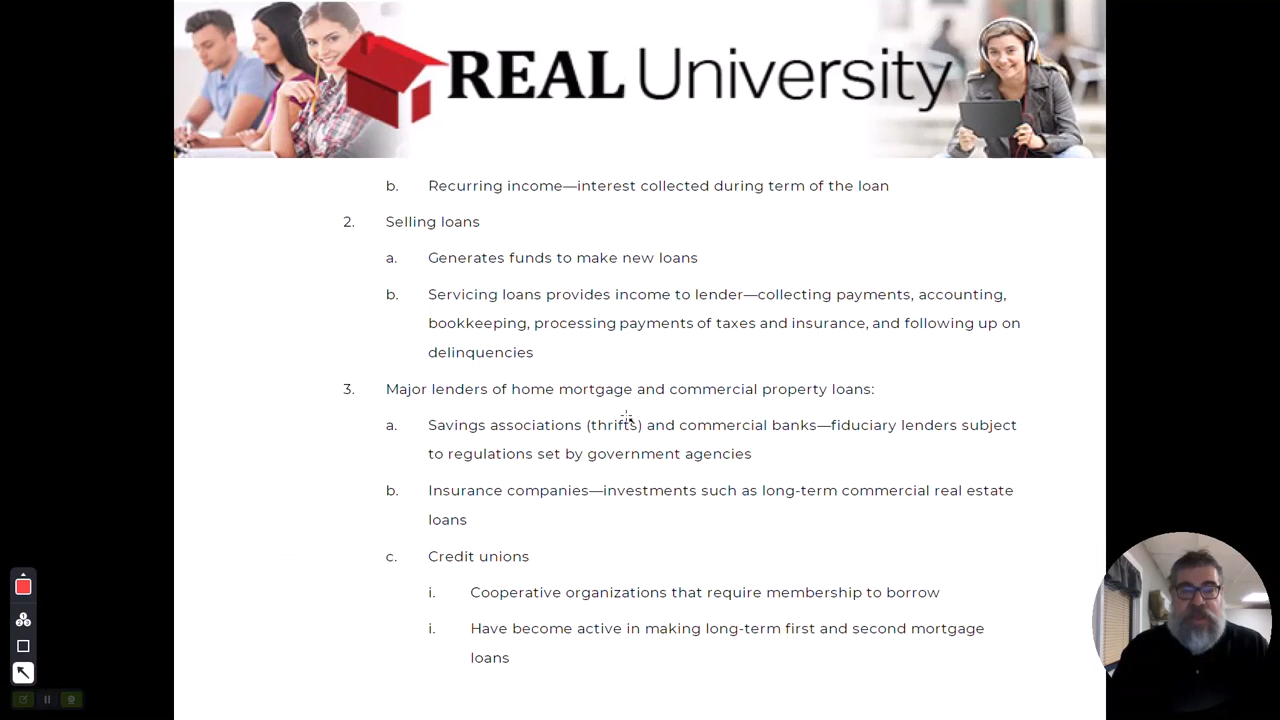 REAL University
b. Recurring income—interest collected during term of the loan
2. Selling loans
a. Generates funds to make new loans
b. Servicing loans provides income to lender—collecting payments, accounting,
bookkeeping, processing payments of taxes and insurance, and following up on
delinquencies
3. Major lenders of home mortgage and commercial property loans:
a. Savings associations (thrifts) and commercial banks—fiduciary lenders subject
to regulations set by government agencies
b. Insurance companies—investments such as long-term commercial real estate
loans
c. Credit unions
i. Cooperative organizations that require membership to borrow
i. Have become active in making long-term first and second mortgage
loans